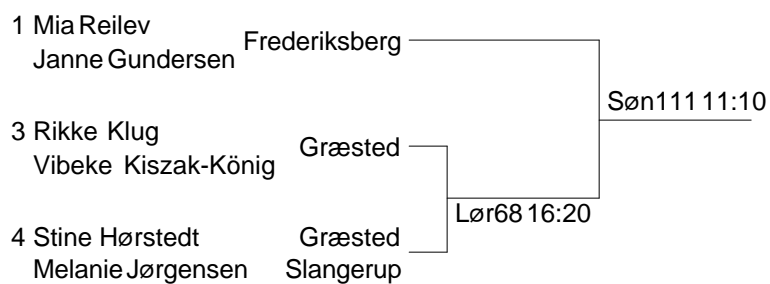 1 Mia Reilev Frederiksberg
Janne Gundersen
Søn111 11:10
3 Rikke Klug Græsted
Vibeke Kiszak-König
Lør68 16:20
4 Stine Hørstedt Græsted
Melanie Jørgensen Slangerup